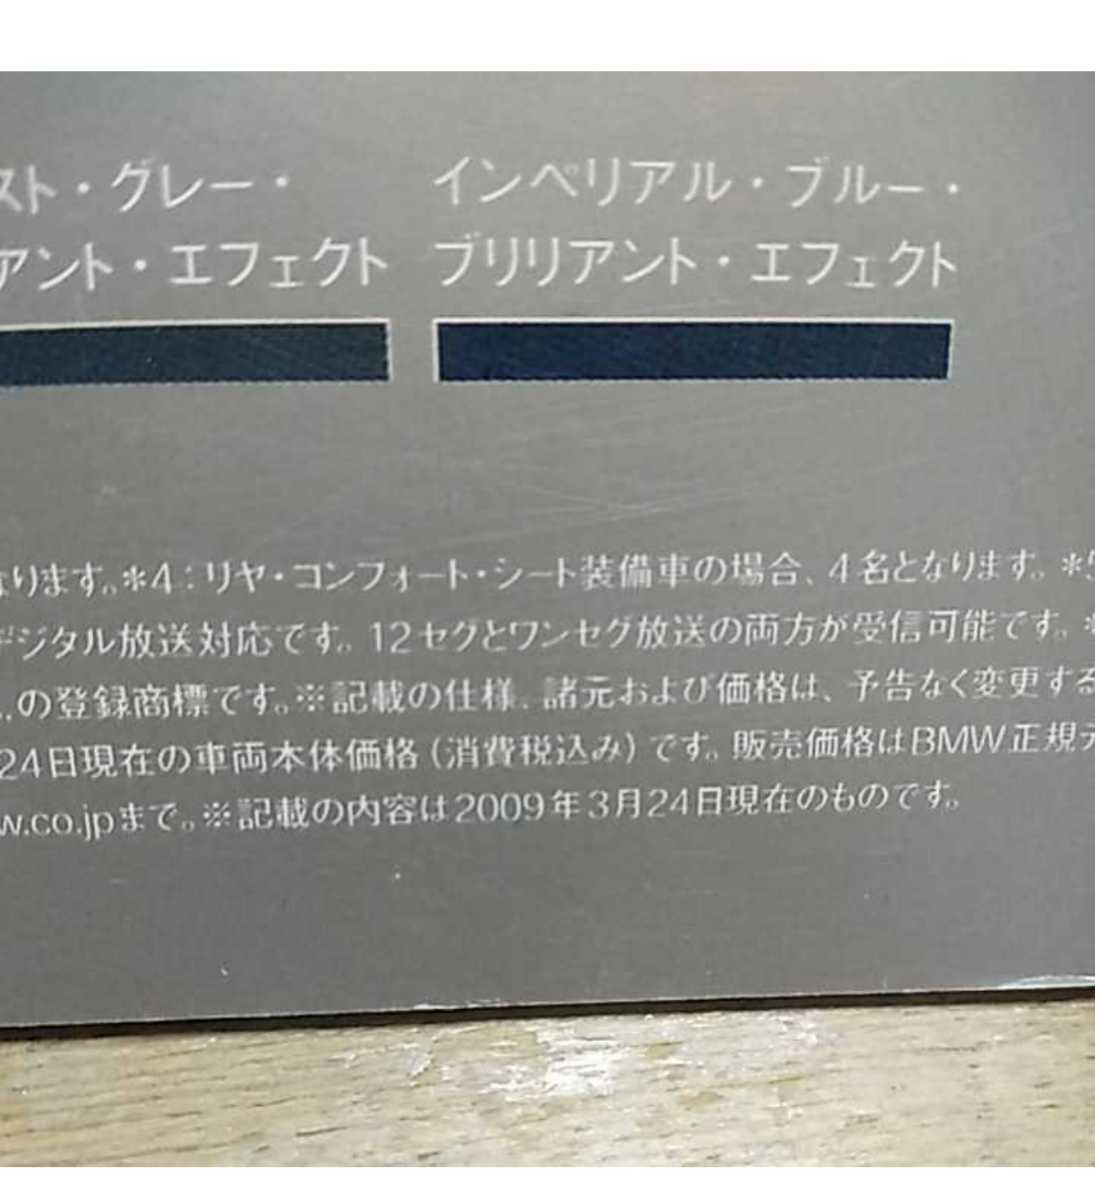 スト・グレー・
インペリアル・ブルー・
アント・エフェクト
ブリリアント・エフェクト
なります。*4：リヤ・コンフォート・シート装備車の場合、4名となります。*5
デジタル放送対応です。12セグとワンセグ放送の両方が受信可能です。*
の登録商標です。※記載の仕様、諸元および価格は、予告なく変更する
24日現在の車両本体価格（消費税込み）です。販売価格はBMW正規デ
w.co.jpまで。※記載の内容は2009年3月24日現在のものです。